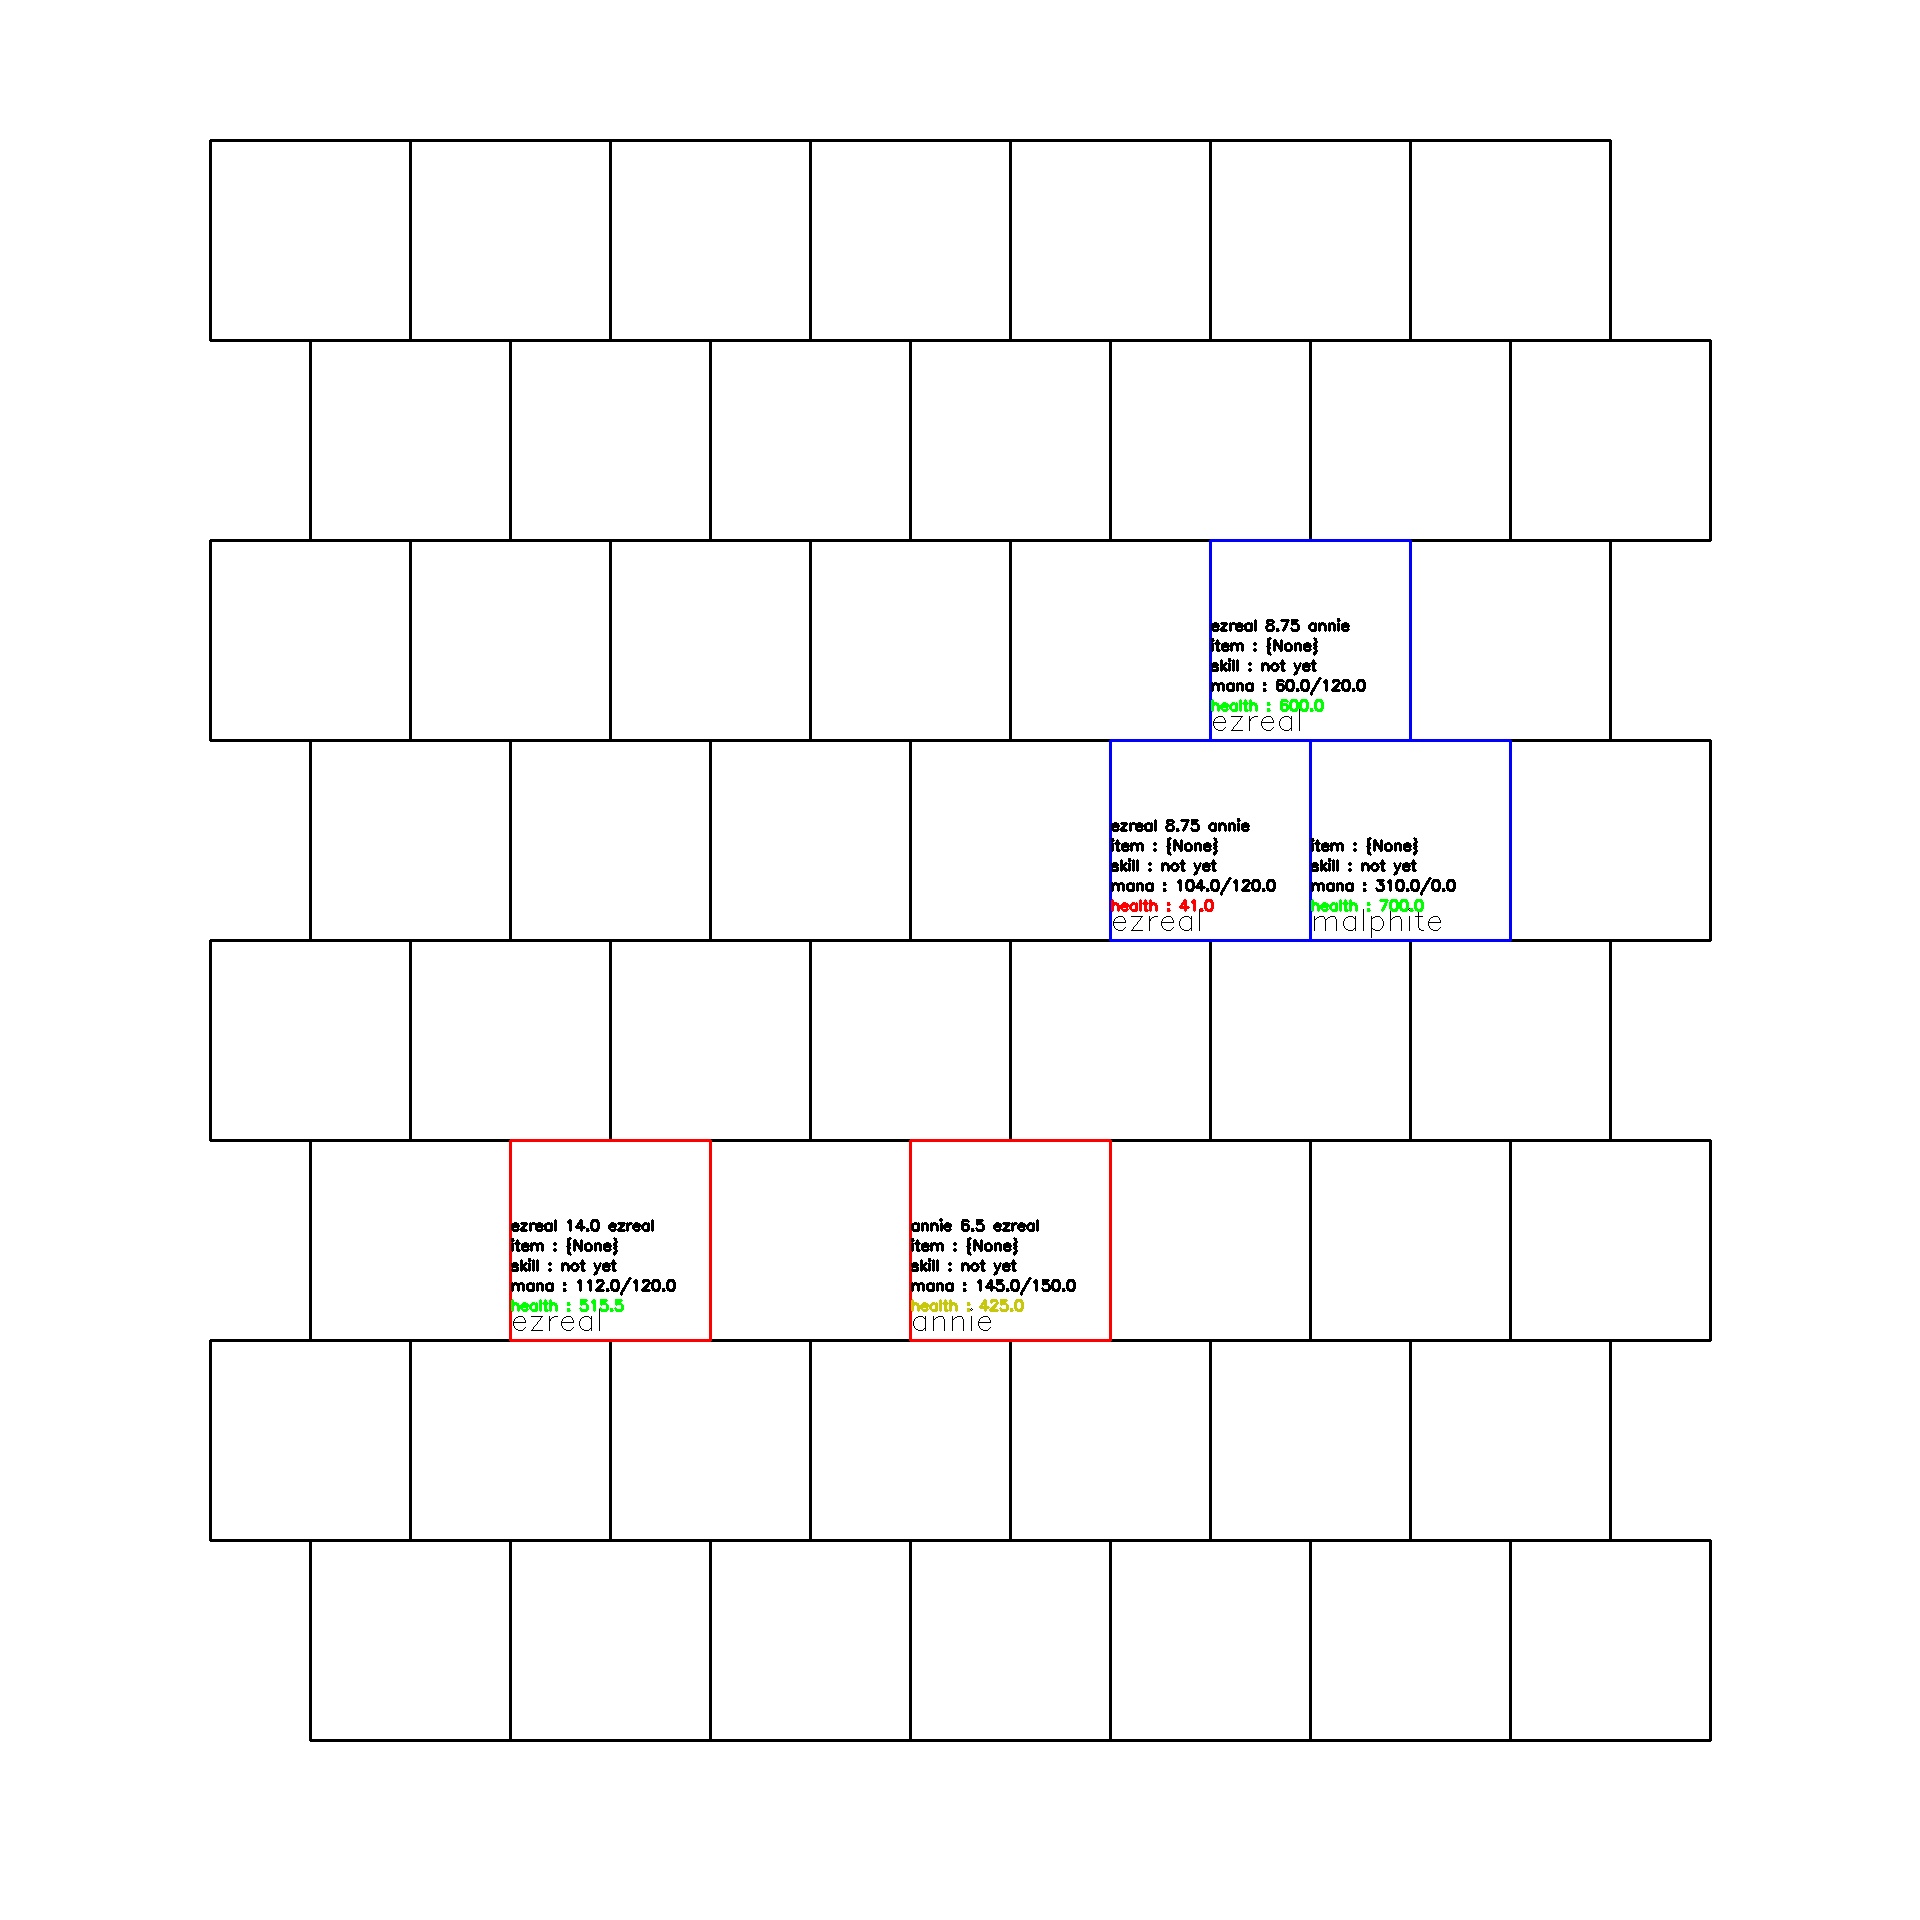 ezreal 8.75 annie
item : {None}
skill : not yet
mana : 60.0/120.0
health : 600.0
ezreal
ezreal 8.75 annie
item : {None}
skill : not yet
mana : 104.0/120.0
health : 41.0
ezreal
item : {None}
skill : not yet
mana : 310.0/0.0
health : 700.0
malphite
ezreal 14.0 ezreal
item : {None}
skill : not yet
mana : 112.0/120.0
health : 515.5
ezreal
annie 6.5 ezreal
item : {None}
skill : not yet
mana : 145.0/150.0
health : 425.0
annie